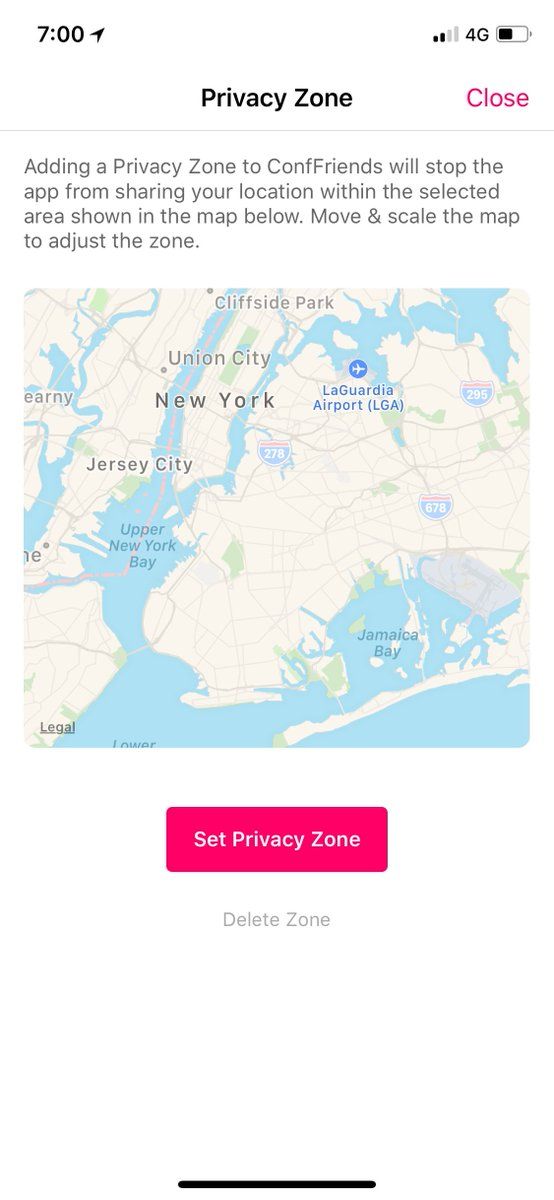 7:00
4G
Privacy Zone
Close
Adding a Privacy Zone to ConfFriends will stop the
app from sharing your location within the selected
area shown in the map below. Move & scale the map
to adjust the zone.
Cliffside Park
Union City
New York
LaGuardia
Airport (LGA)
295
earny
278
Jersey City
678
Upper
New York
Bay
ne
Jamaica
Bay
Legal
Lower
Set Privacy Zone
Delete Zone